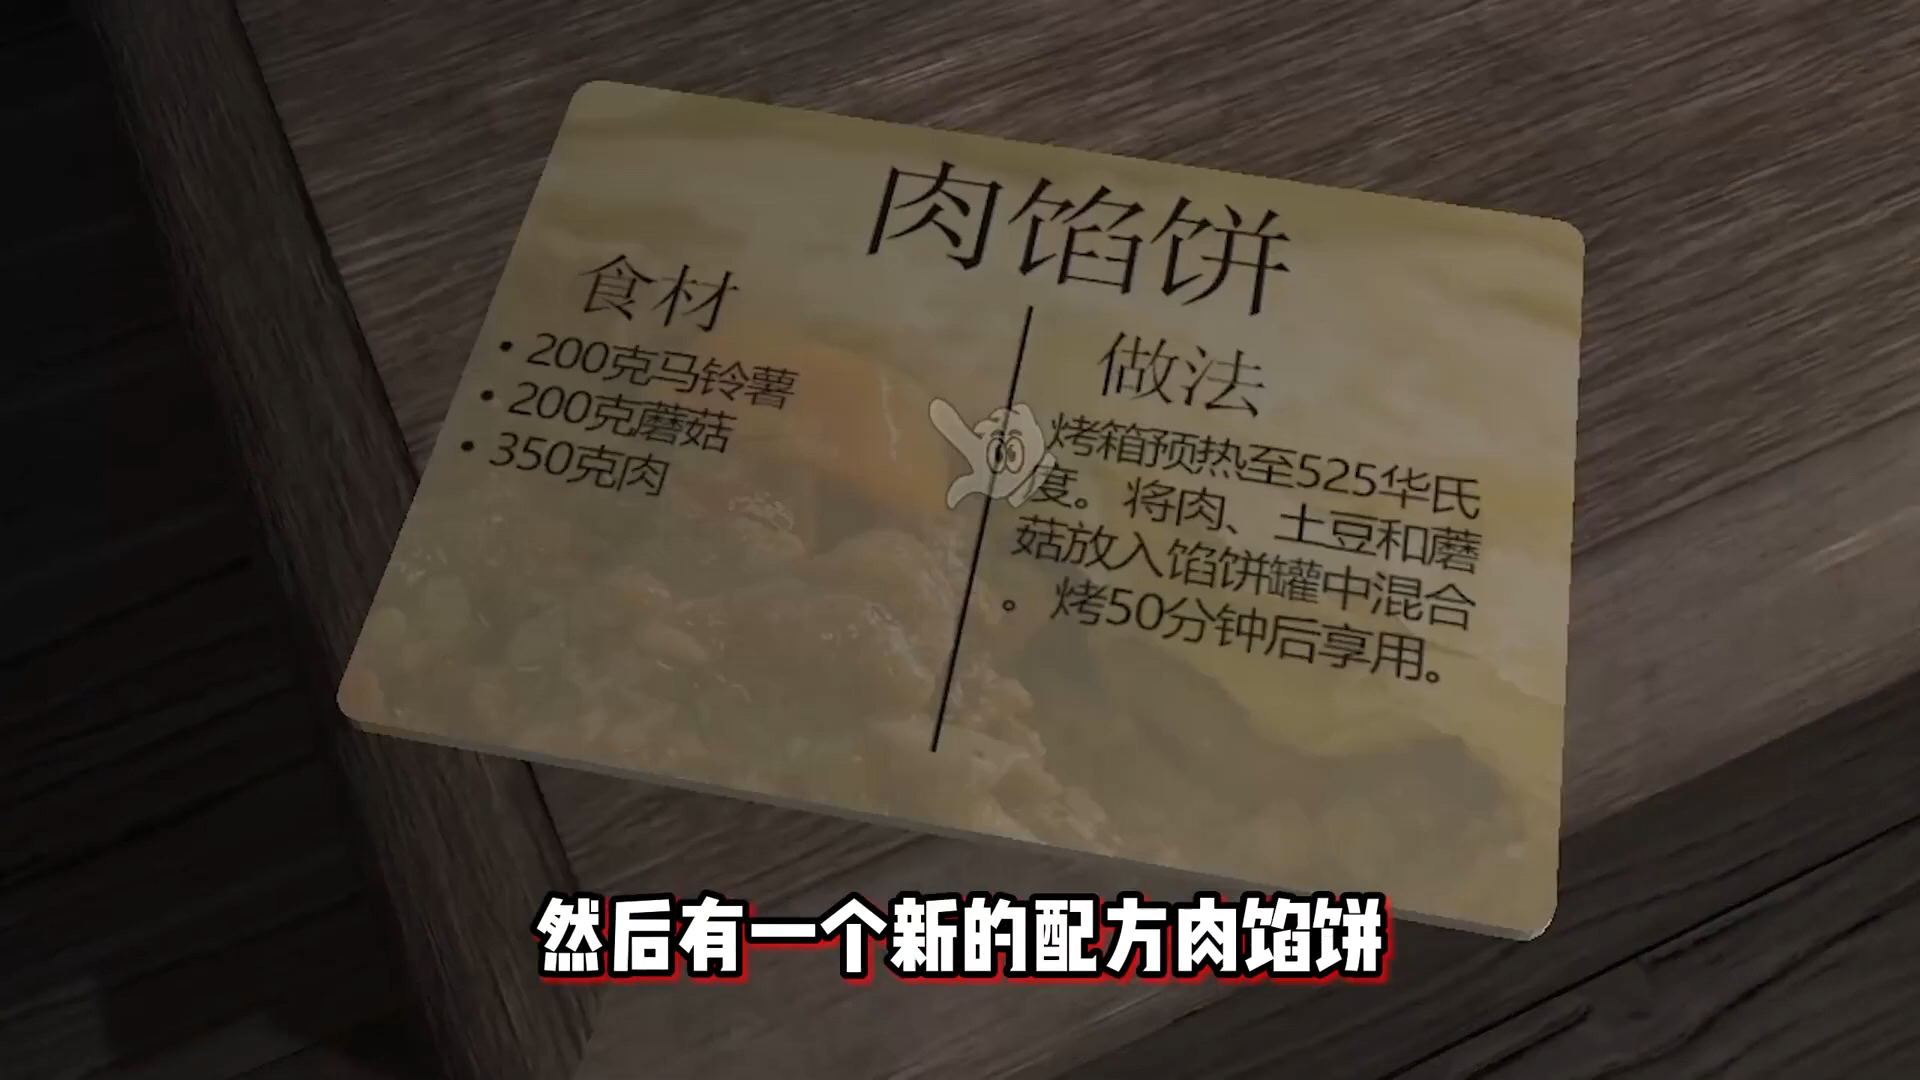 肉馅饼
食材
• 200克马铃薯
• 200克蘑菇
• 350克肉
做法
烤箱预热至525华氏
度。将肉、土豆和蘑
菇放入馅饼罐中混合
。烤50分钟后享用。
然后有一个新的配方肉馅饼